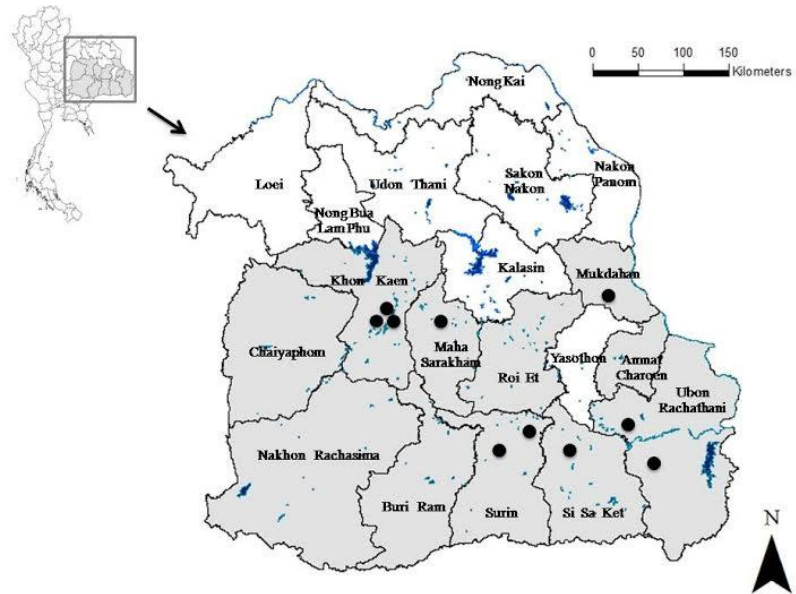 0 50 100 150
Kilometers
Nong Kai
Loei
Udon Thani
Sakon
Nakon
Nakon
Panom
Nong Bua
Lam Phu
Khon Kaen
Kalasin
Mukdahan
Chaiyaphom
Maha
Sarakham
Roi Et
Yasothon
Amnat
Charoen
Ubon
Rachathani
Nakhon Rachasima
Buri Ram
Surin
Si Sa Ket
N